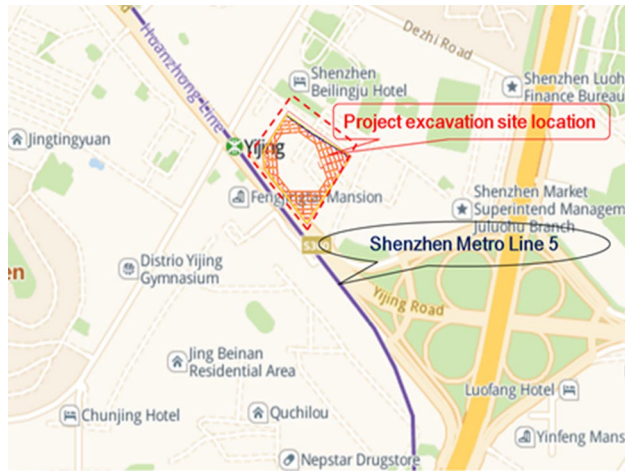 Dezhi Road
Huanzhong Line
Shenzhen
Beilingju Hotel
Shenzhen Luoh
Finance Bureau
Project excavation site location
Jingtingyuan
Yijing
Mansion
Shenzhen Market
Superintend Managem
Juluohu Branch
Shenzhen Metro Line 5
Distrio Yijing
Gymnasium
en
Yijing Road
Jing Beinan
Residential Area
Luofang Hotel
Chunjing Hotel
Quchilou
Yinfeng Mans
Nepstar Drugstore